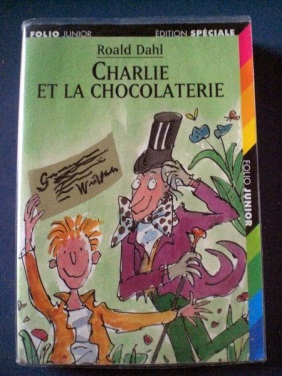 FOLIO JUNIOR
ÉDITION SPÉCIALE
Roald Dahl
CHARLIE
ET LA CHOCOLATERIE
FOLIO JUNIOR